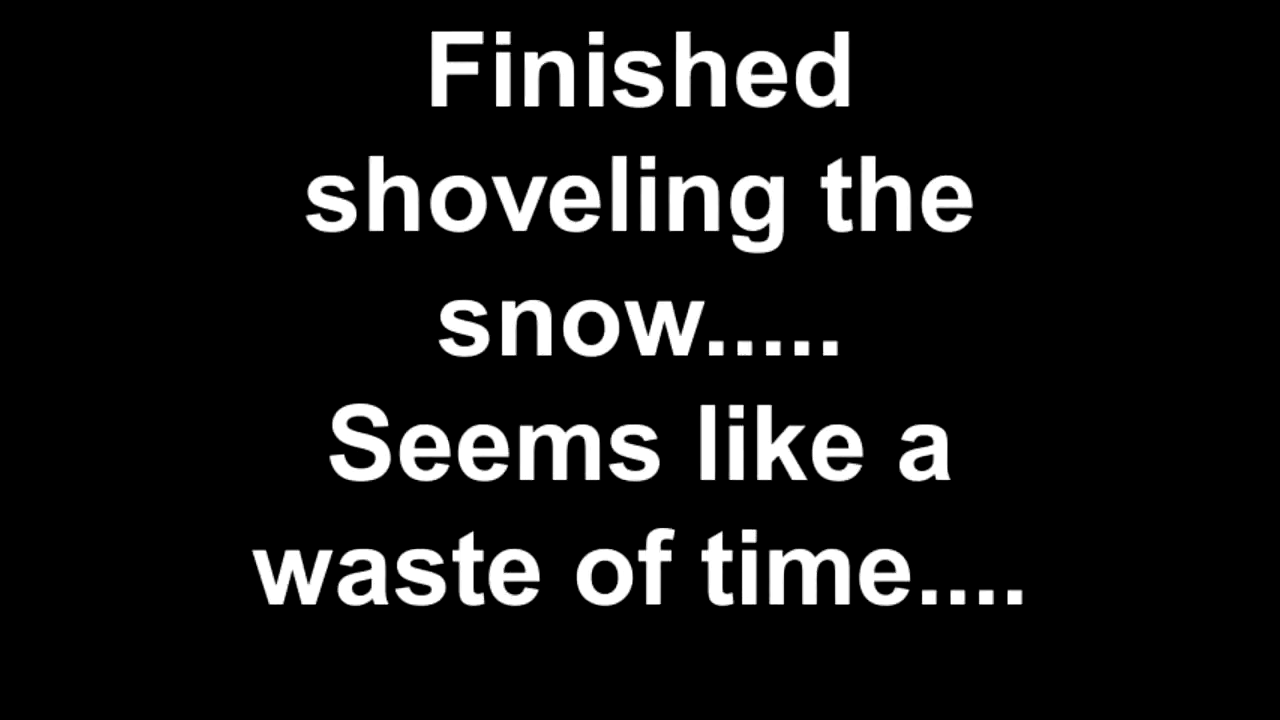 Finished
shoveling the
snow.....
Seems like a
waste of time....